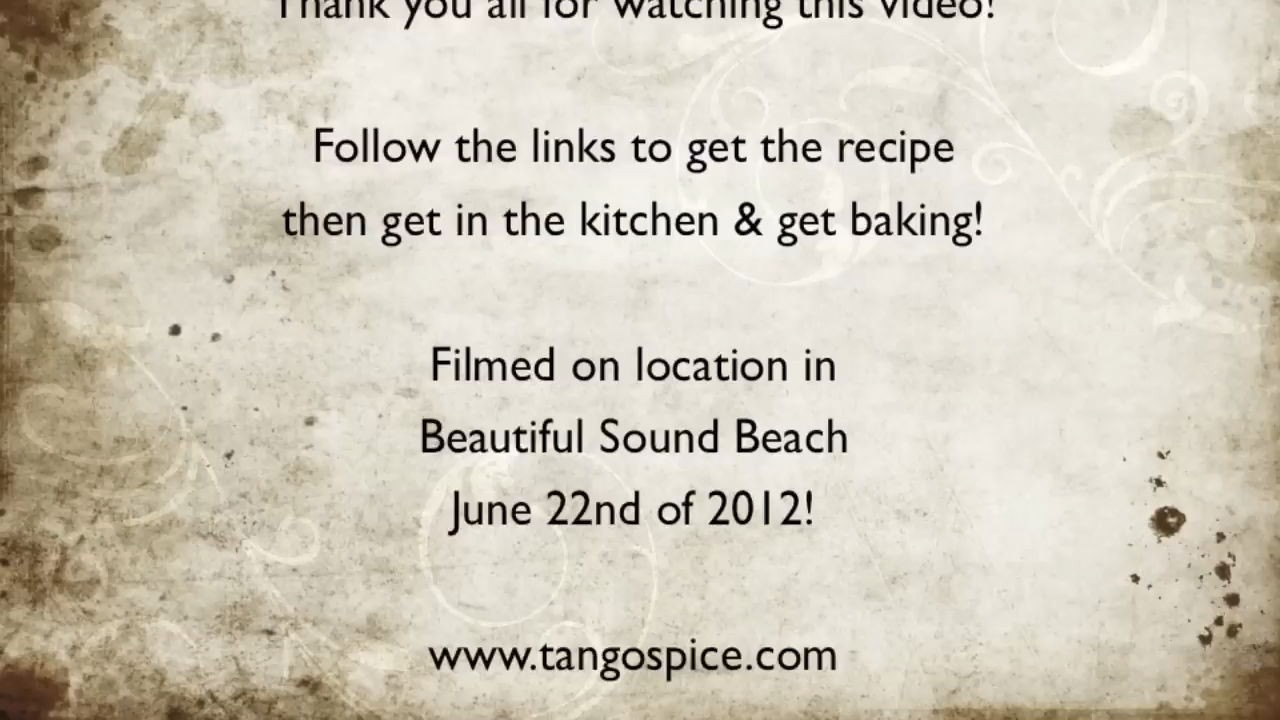 Thank you all for watching this video!
Follow the links to get the recipe
then get in the kitchen & get baking!
Filmed on location in
Beautiful Sound Beach
June 22nd of 2012!
www.tangospice.com